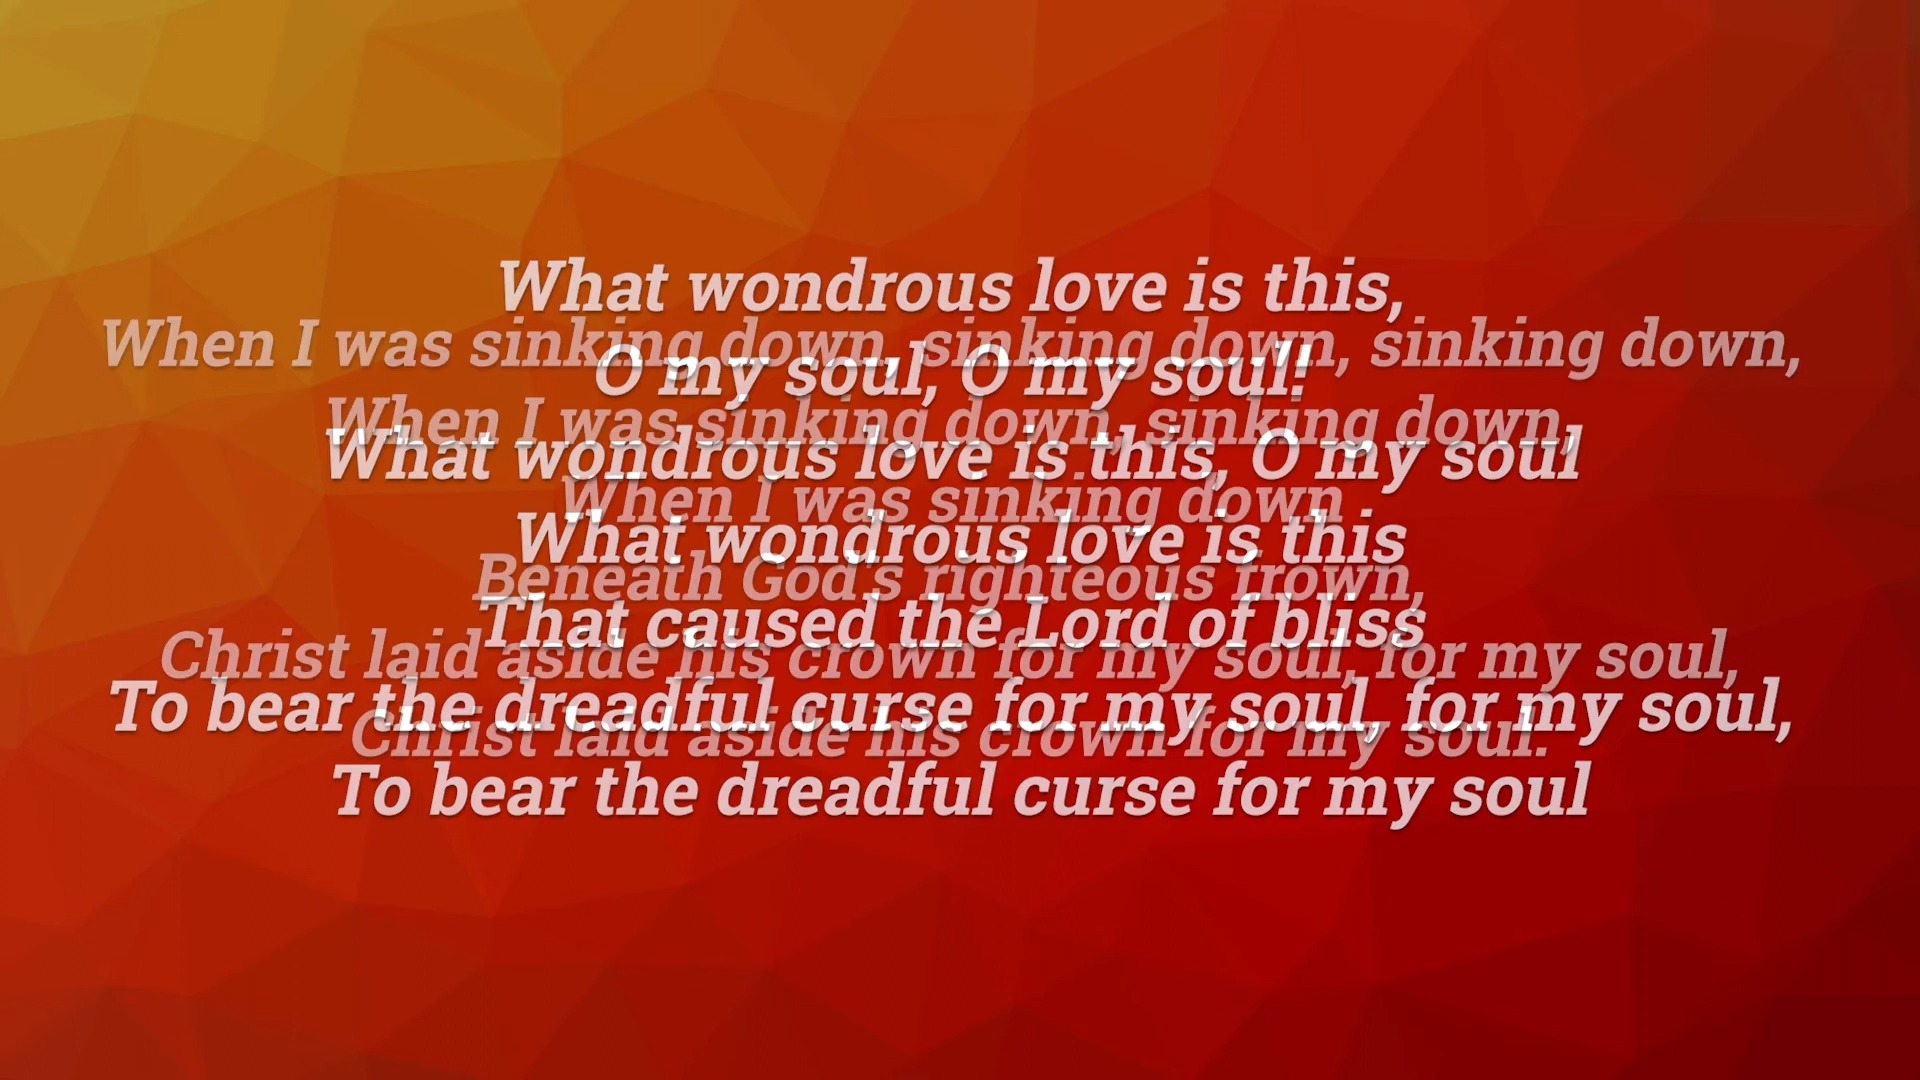 What wondrous love is this,
When I was sinking down, sinking down, sinking down,
O my soul, O my soul!
When I was sinking down, sinking down,
What wondrous love is this, O my soul
When I was sinking down
What wondrous love is this
Beneath God's righteous frown,
That caused the Lord of bliss
Christ laid aside his crown for my soul, for my soul,
To bear the dreadful curse for my soul, for my soul,
Christ laid aside his crown for my soul.
To bear the dreadful curse for my soul